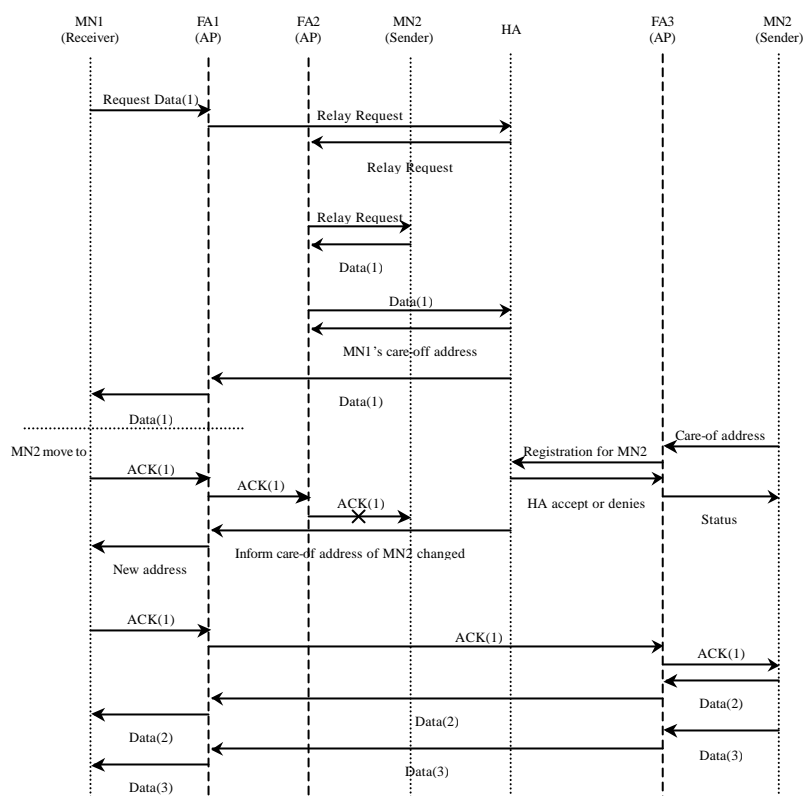 MN1
(Receiver)
FA1
(AP)
FA2
(AP)
MN2
(Sender)
HA
FA3
(AP)
MN2
(Sender)
Request Data(1)
Relay Request
Relay Request
Relay Request
Data(1)
Data(1)
MN1's care-off address
Data(1)
Data(1)
MN2 move to
Care-of address
Registration for MN2
ACK(1)
ACK(1)
ACK(1)
HA accept or denies
Status
Inform care-of address of MN2 changed
New address
ACK(1)
ACK(1)
ACK(1)
Data(2)
Data(2)
Data(2)
Data(3)
Data(3)
Data(3)